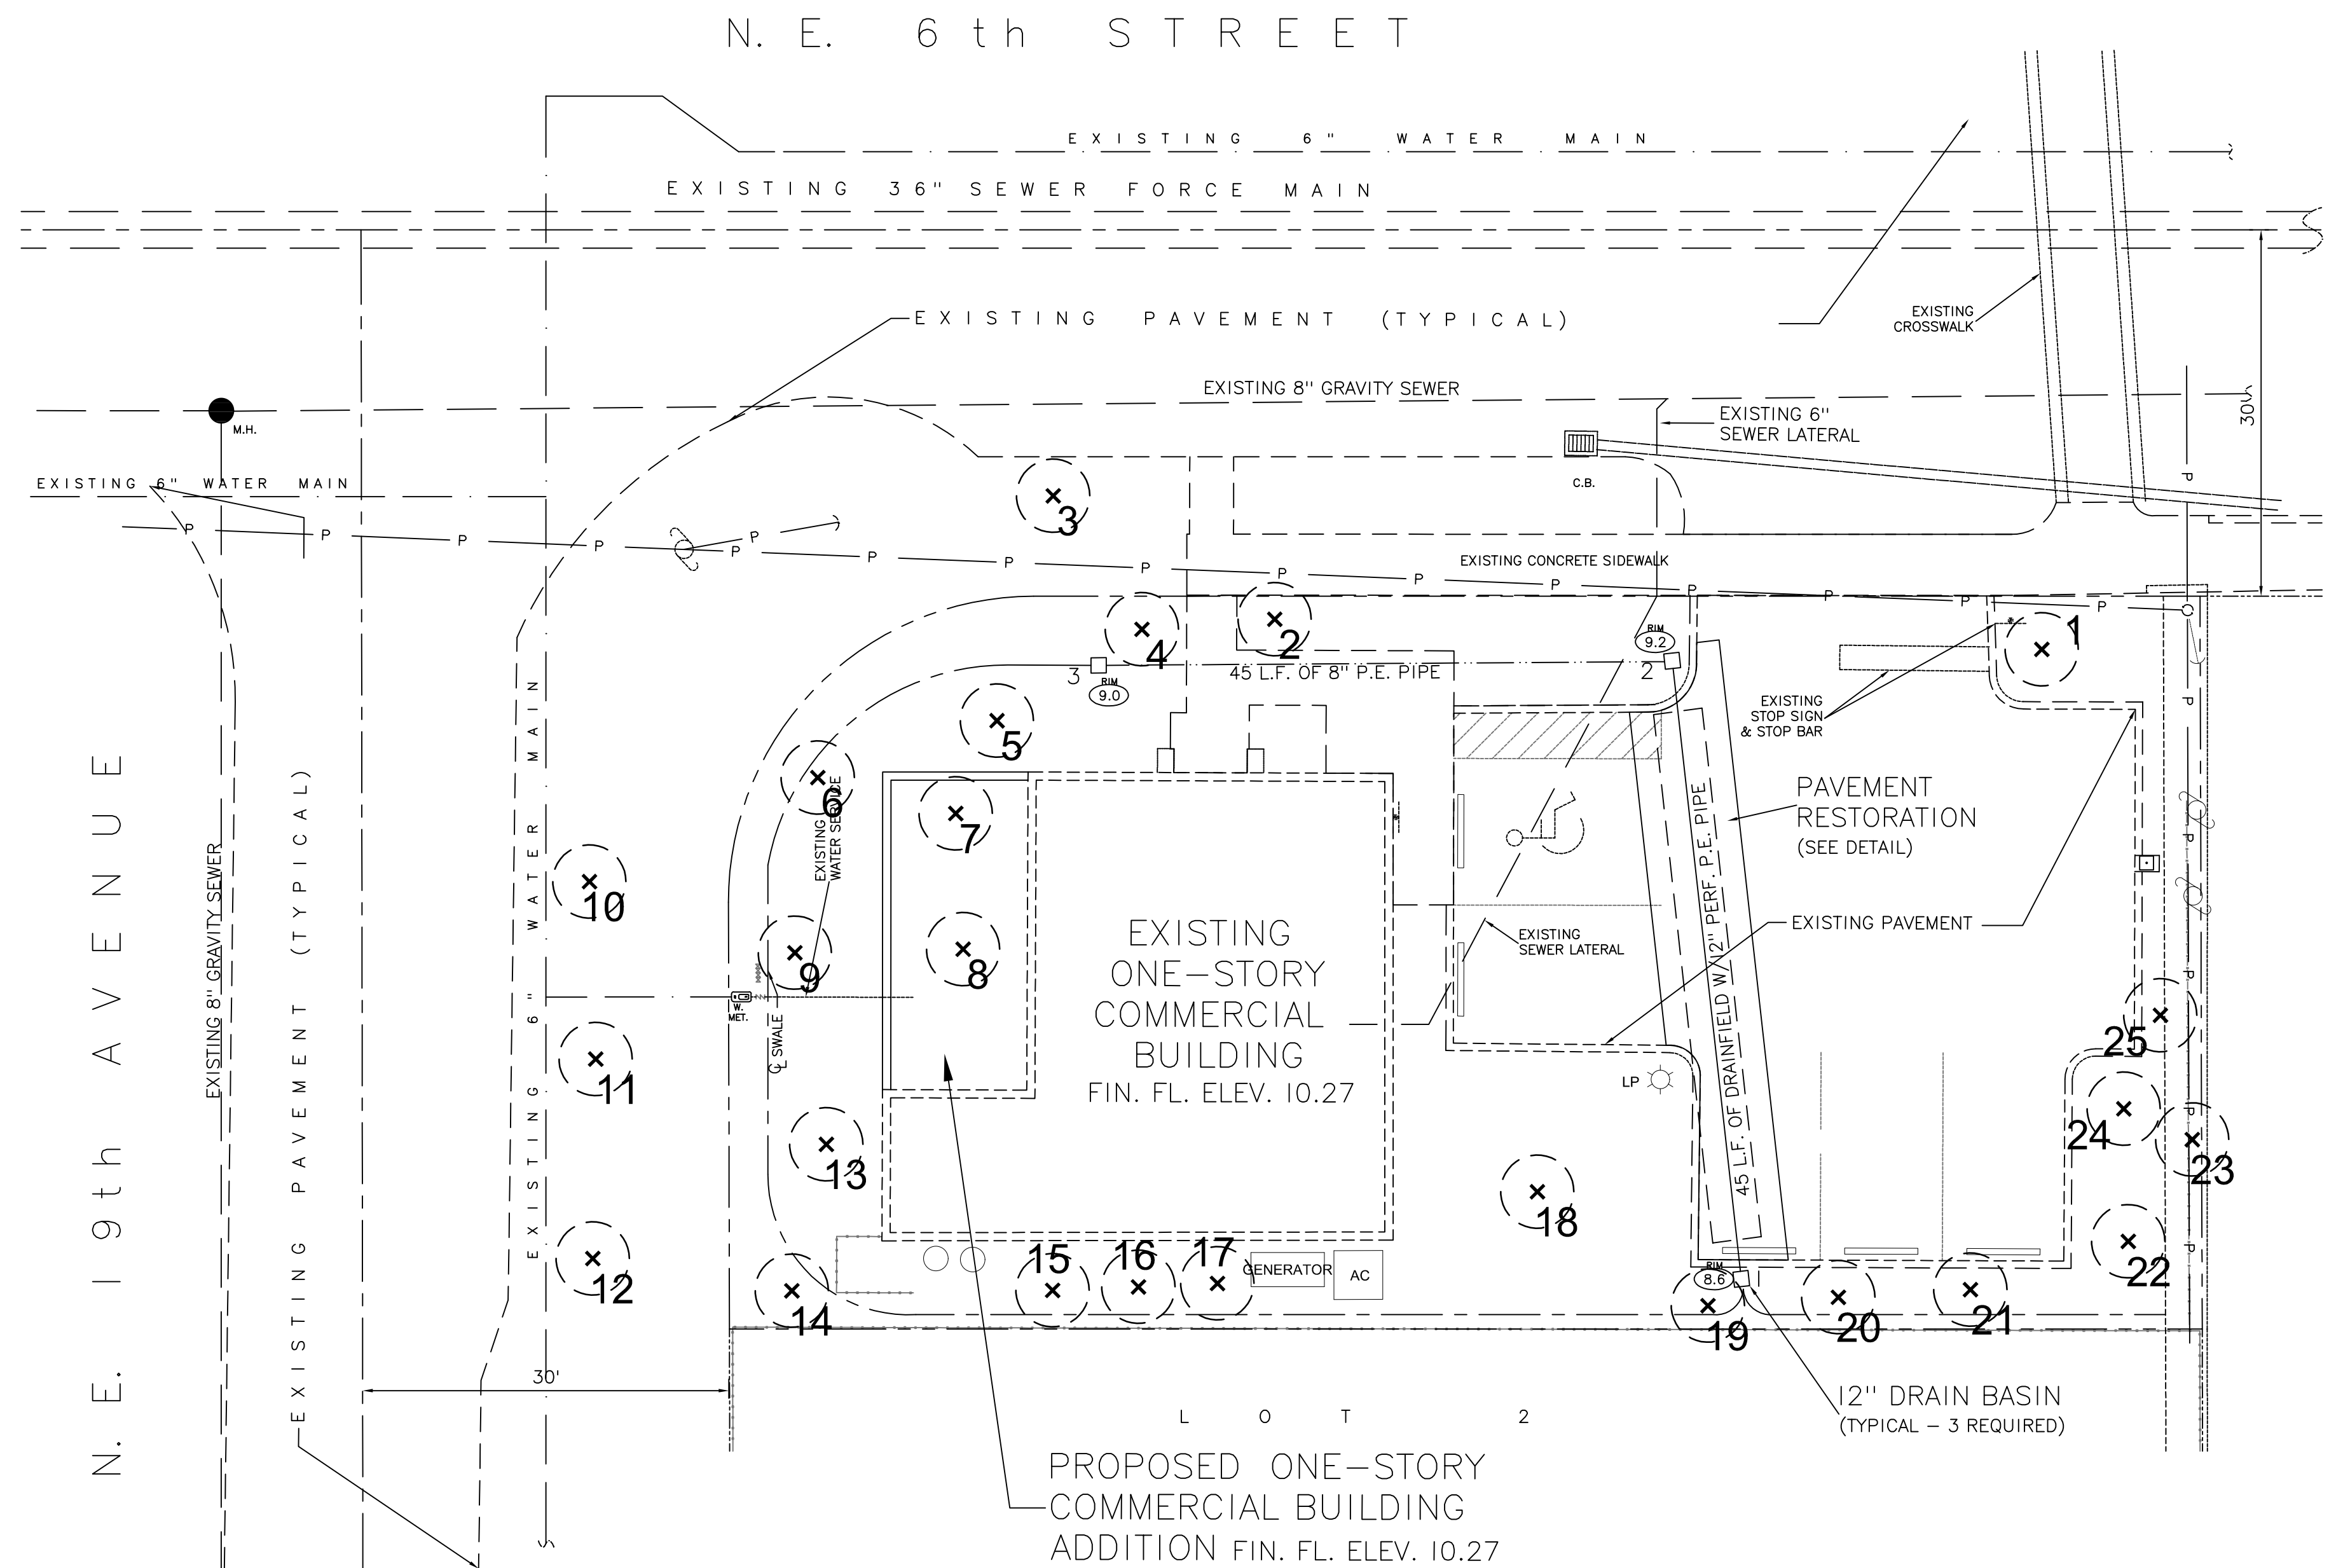 N. E. 6th STREET
EXISTING 6" WATER MAIN
EXISTING 36" SEWER FORCE MAIN
EXISTING PAVEMENT (TYPICAL)
EXISTING
CROSSWALK
30'
EXISTING 8" GRAVITY SEWER
EXISTING 6"
SEWER LATERAL
M.H.
C.B.
EXISTING 6" WATER MAIN
P P P P P P P P P P P P P P P P
P
3
EXISTING CONCRETE SIDEWALK
4
2
1
RIM
9.2
2
3
RIM
9.0
45 L.F. OF 8" P.E. PIPE
EXISTING
STOP SIGN
& STOP BAR
5
6
7
PAVEMENT
RESTORATION
(SEE DETAIL)
EXISTING
WATER SERVICE
10
9
8
EXISTING
ONE-STORY
COMMERCIAL
BUILDING
FIN. FL. ELEV. 10.27
EXISTING
SEWER LATERAL
EXISTING PAVEMENT
45 L.F. OF DRAINFIELD W/12" PERF. P.E. PIPE
W.
MET.
CL SWALE
LP
11
12
13
14
15
16
17
18
GENERATOR
AC
RIM
8.6
19
20
21
22
23
24
25
P P P P P P P
N. E. 19th AVENUE
EXISTING 8" GRAVITY SEWER
EXISTING PAVEMENT (TYPICAL)
EXISTING 6" WATER MAIN
30'
LOT 2
12" DRAIN BASIN
(TYPICAL - 3 REQUIRED)
PROPOSED ONE-STORY
COMMERCIAL BUILDING
ADDITION FIN. FL. ELEV. 10.27